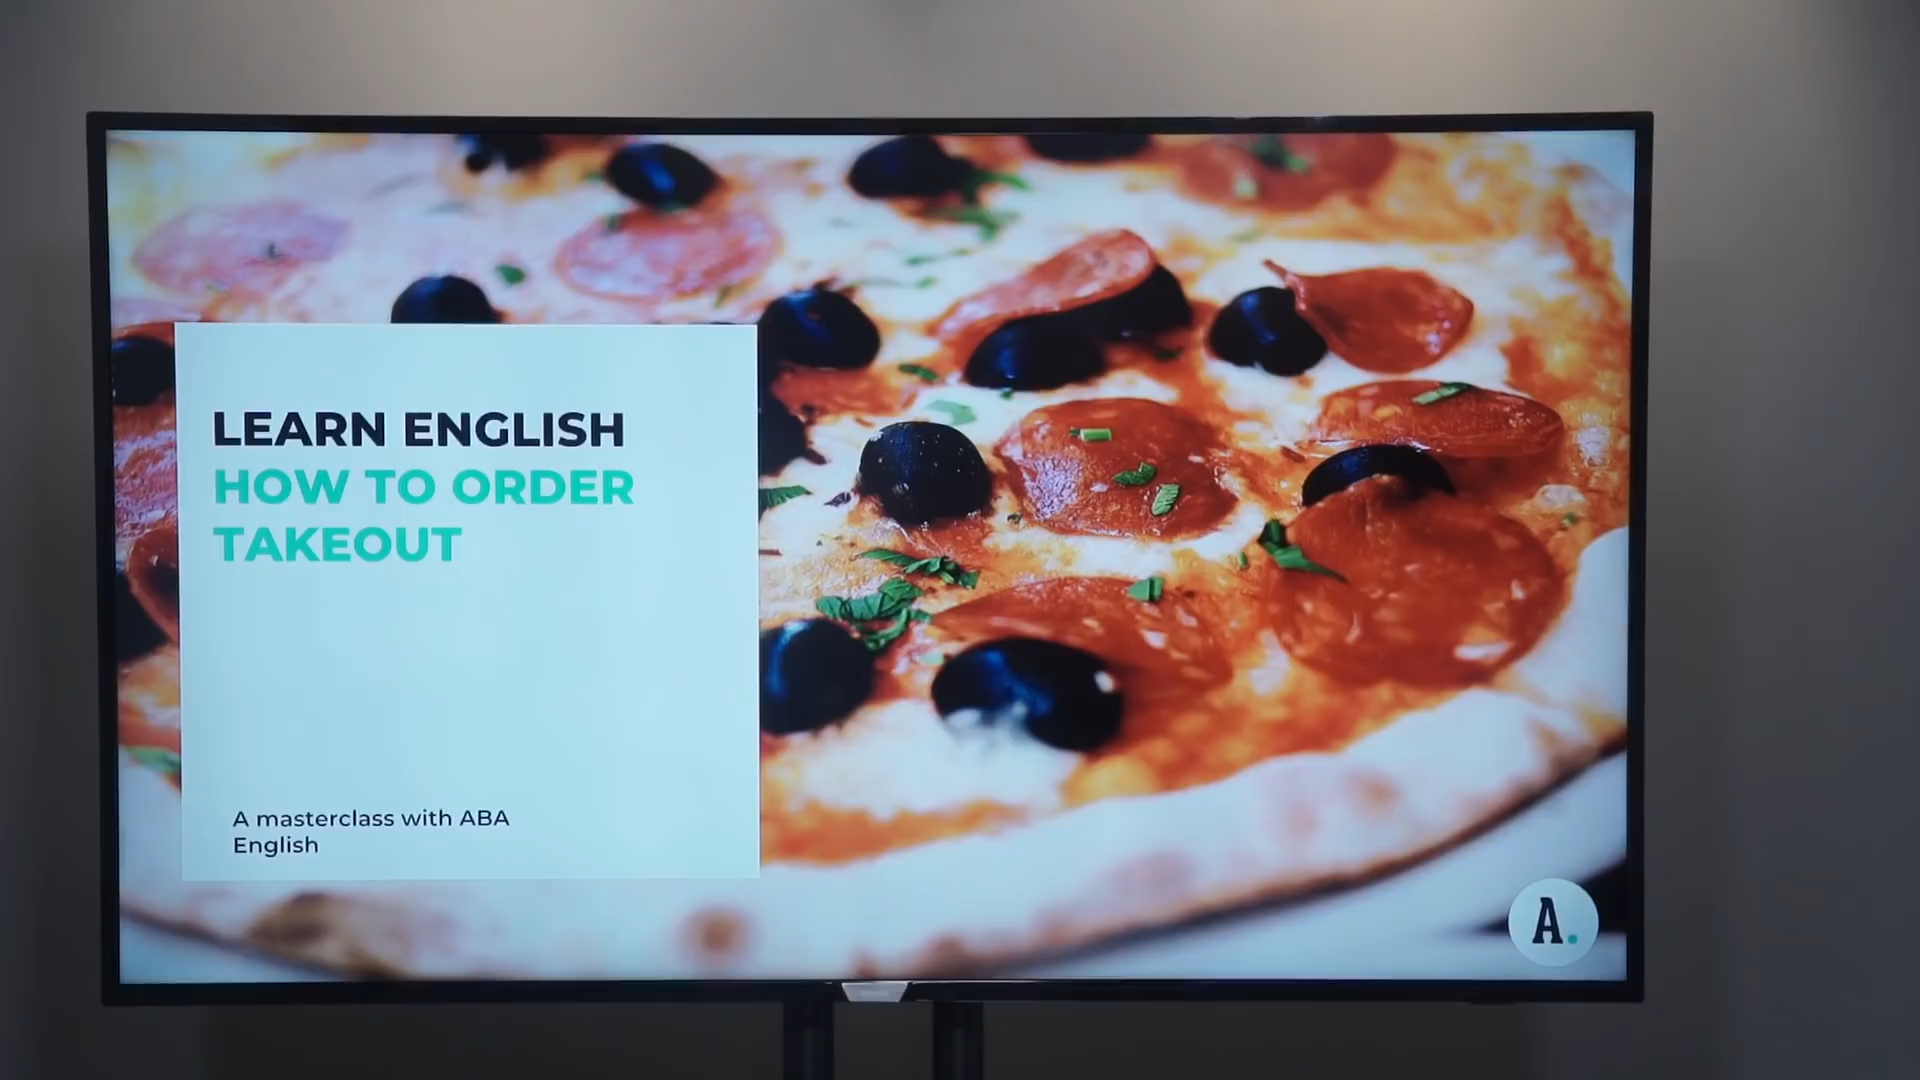 LEARN ENGLISH
HOW TO ORDER
TAKEOUT
A masterclass with ABA
English
A.